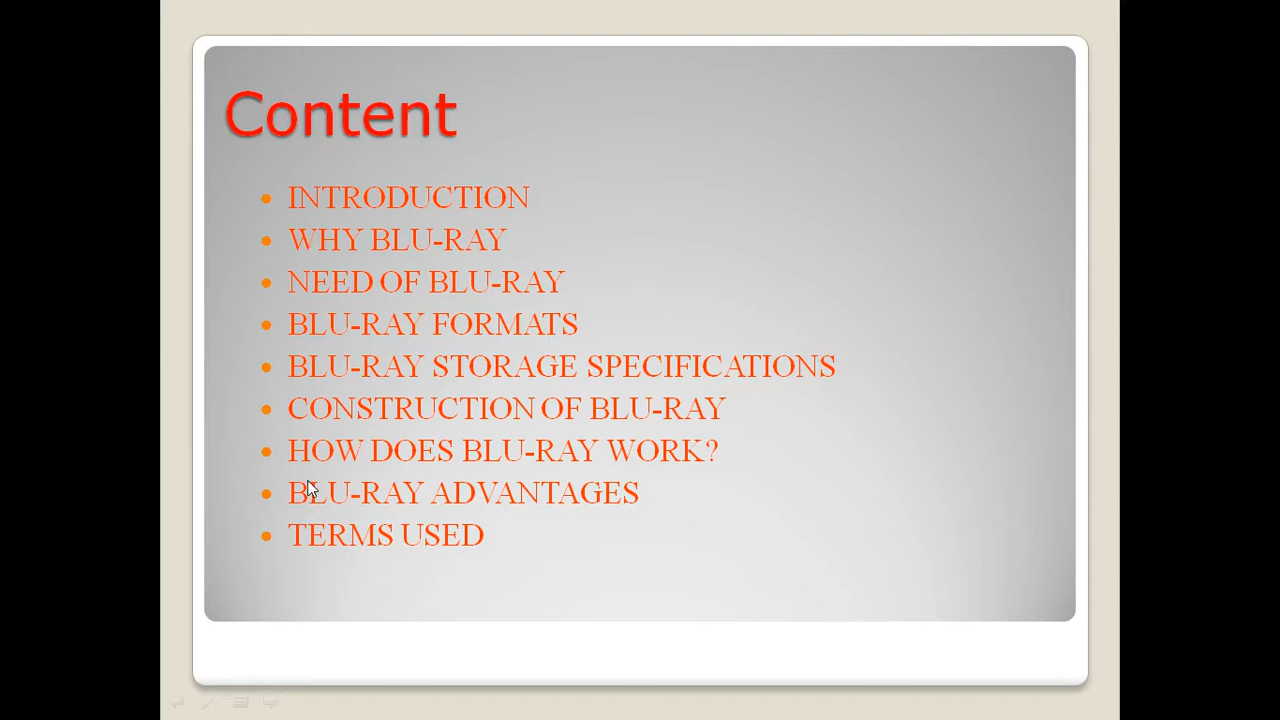 Content
INTRODUCTION
WHY BLU-RAY
NEED OF BLU-RAY
BLU-RAY FORMATS
BLU-RAY STORAGE SPECIFICATIONS
CONSTRUCTION OF BLU-RAY
HOW DOES BLU-RAY WORK?
BLU-RAY ADVANTAGES
TERMS USED